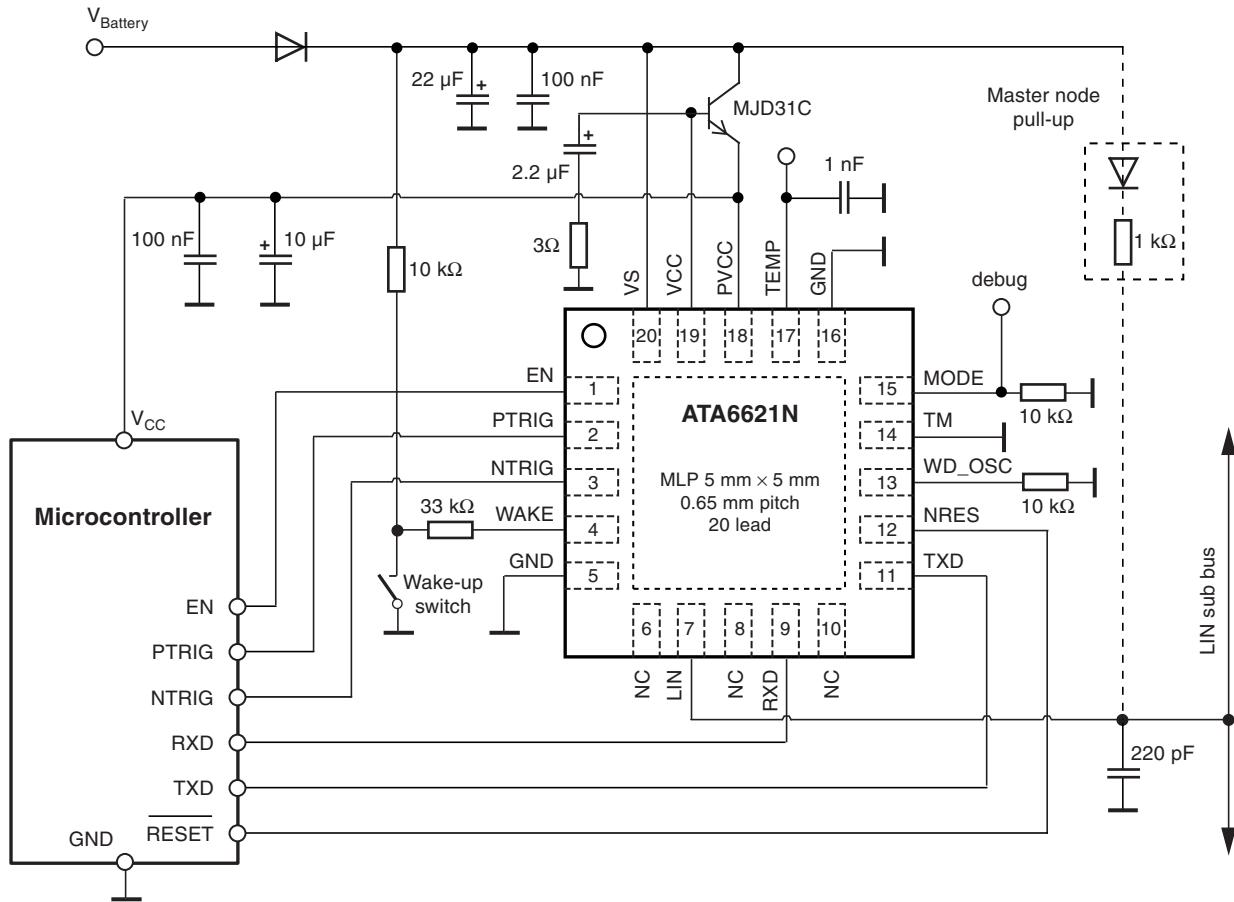 VBattery
22 µF
+
100 nF
MJD31C
Master node
pull-up
+
2.2 µF
1 nF
100 nF
+
10 µF
10 kΩ
3Ω
1 kΩ
VS
VCC
PVCC
TEMP
GND
debug
20
19
18
17
16
EN
1
ATA6621N
15
MODE
10 kΩ
VCC
PTRIG
2
14
TM
NTRIG
3
MLP 5 mm × 5 mm
0.65 mm pitch
20 lead
13
WD_OSC
10 kΩ
Microcontroller
33 kΩ
WAKE
4
12
NRES
GND
5
11
TXD
Wake-up
switch
6
7
8
9
10
NC
LIN
NC
RXD
NC
LIN sub bus
EN
PTRIG
NTRIG
RXD
TXD
RESET
GND
220 pF